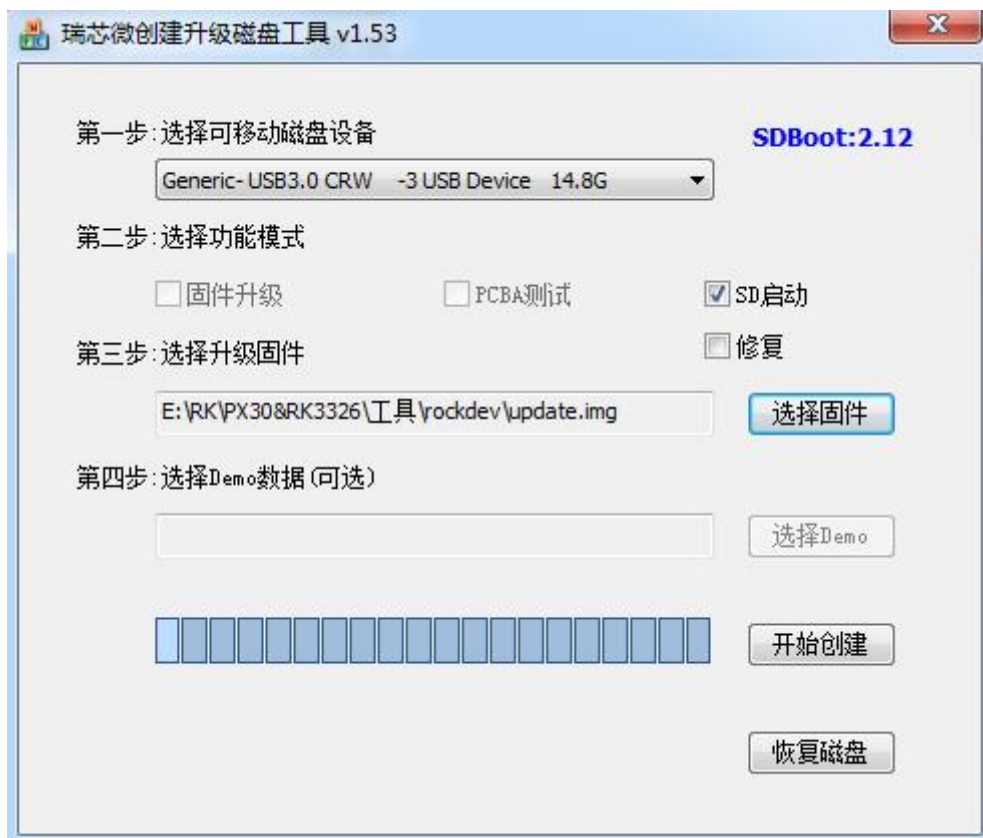 瑞芯微创建升级磁盘工具 v1.53
第一步:选择可移动磁盘设备
SDBoot:2.12
Generic- USB3.0 CRW -3 USB Device 14.8G
第二步:选择功能模式
固件升级 PCBA测试 SD启动
第三步:选择升级固件
修复
E:\RK\PX30&RK3326\工具\rockdev\update.img
选择固件
第四步:选择Demo数据(可选)
选择Demo
开始创建
恢复磁盘